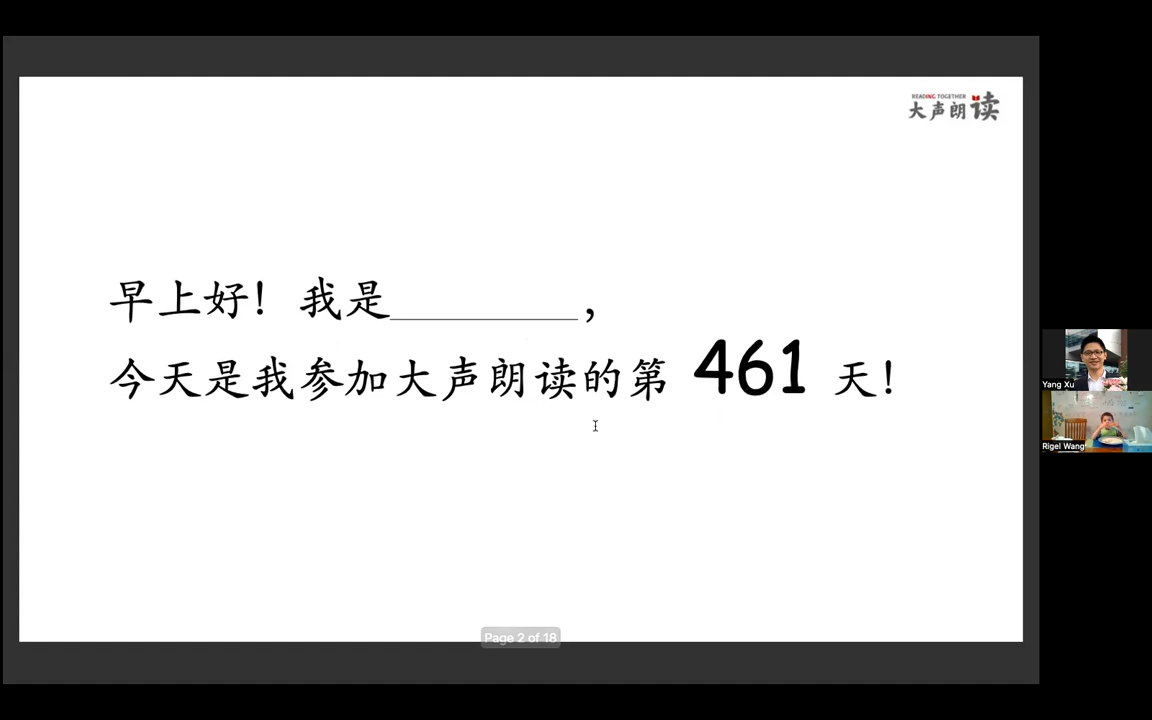 READING TOGETHER
大声朗读
早上好！我是_________，
今天是我参加大声朗读的第 461 天！
Yang Xu
Rigel Wang
Page 2 of 18